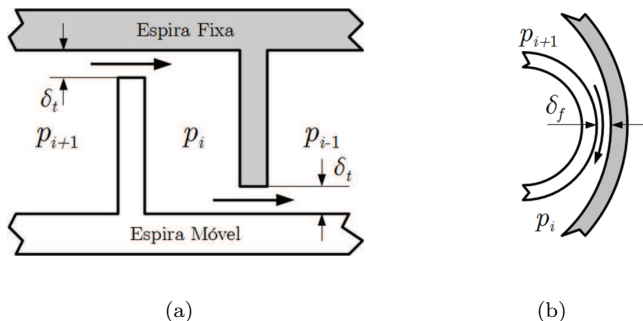 Espira Fixa
δt
pi+1
pi
pi-1
δt
Espira Móvel
pi+1
δf
pi
(a)
(b)